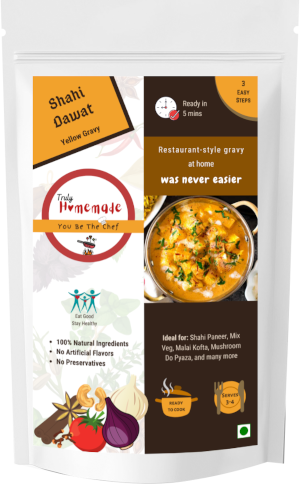 Shahi
Dawat
Yellow Gravy
Ready in
5 mins
3
Easy
Steps
Restaurant-style gravy
at home
was never easier
Truly
Homemade
You Be The Chef
Eat Good
Stay Healthy
• 100% Natural Ingredients
• No Artificial Flavors
• No Preservatives
Ideal for: Shahi Paneer, Mix
Veg, Malai Kofta, Mushroom
Do Pyaza, and many more
READY
TO COOK
Serves
3-4